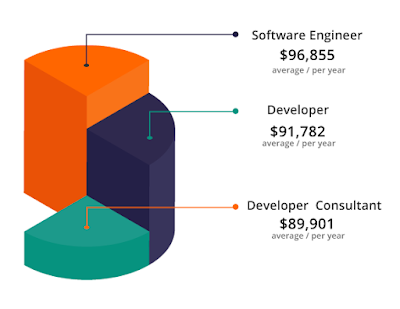 Software Engineer
$96,855
average / per year
Developer
$91,782
average / per year
Developer Consultant
$89,901
average / per year